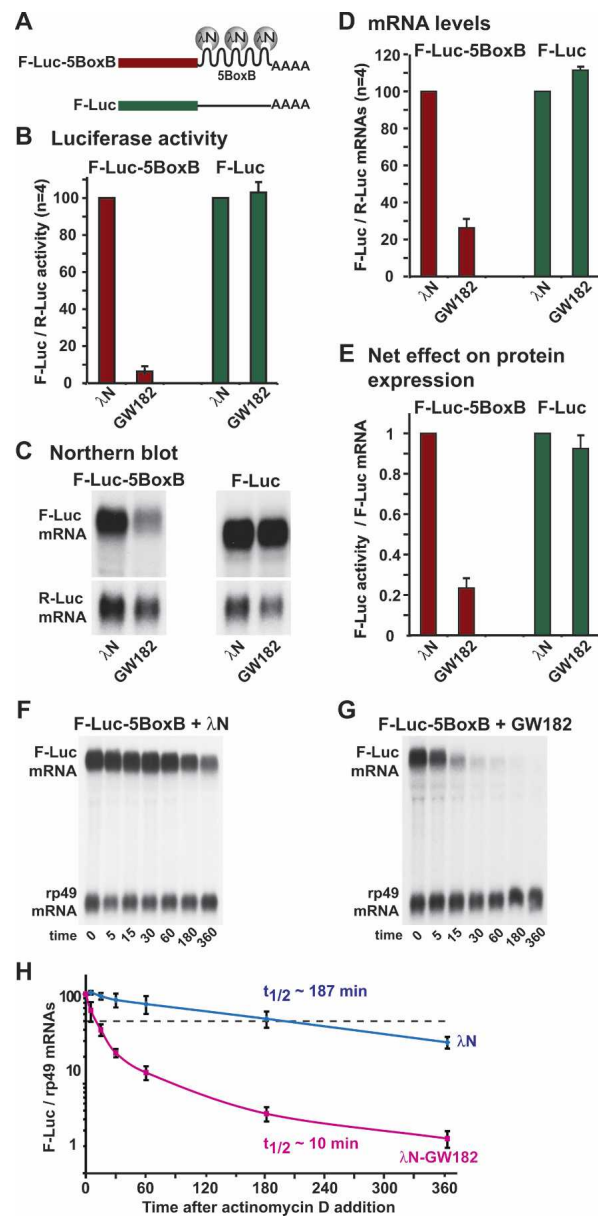 A
λN λN λN
F-Luc-5BoxB
AAAA
5BoxB
F-Luc
AAAA
B Luciferase activity
F-Luc-5BoxB F-Luc
F-Luc / R-Luc activity (n=4)
100
80
60
40
20
0
λN GW182 λN GW182
C Northern blot
F-Luc-5BoxB F-Luc
F-Luc
mRNA
R-Luc
mRNA
λN GW182 λN GW182
D mRNA levels
F-Luc-5BoxB F-Luc
F-Luc / R-Luc mRNAs (n=4)
120
100
80
60
40
20
0
λN GW182 λN GW182
E Net effect on protein
expression
F-Luc-5BoxB F-Luc
F-Luc activity / F-Luc mRNA
1
0.8
0.6
0.4
0.2
0
λN GW182 λN GW182
F
F-Luc-5BoxB + λN
F-Luc
mRNA
rp49
mRNA
time 0 5 15 30 60 180 360
G
F-Luc-5BoxB + GW182
F-Luc
mRNA
rp49
mRNA
time 0 5 15 30 60 180 360
H
F-Luc / rp49 mRNAs
100
10
1
t1/2 ~ 187 min
λN
t1/2 ~ 10 min
λN-GW182
0 60 120 180 240 300 360
Time after actinomycin D addition